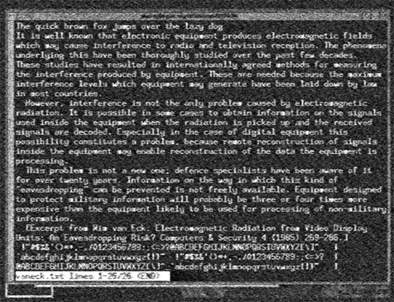 The quick brown fox jumps over the lazy dog
It is well known that electronic equipment produces electromagnetic fields
which may cause interference to radio and television reception. The phenomena
underlying this have been thoroughly studied over the past few decades.
These studies have resulted in internationally agreed methods for measuring
the interference produced by equipment. These are needed because the maximum
interference levels which equipment may generate have been laid down by law
in most countries.
However, interference is not the only problem caused by electromagnetic
radiation. It is possible in some cases to obtain information on the signals
used inside the equipment when the radiation is picked up and the received
signals are decoded. Especially in the case of digital equipment this
possibility constitutes a problem, because remote reconstruction of signals
inside the equipment may enable reconstruction of the data the equipment is
processing.
This problem is not a new one; defence specialists have been aware of it
for over twenty years. Information on the way in which this kind of
"eavesdropping" can be prevented is not freely available. Equipment designed
to protect military information will probably be three or four times more
expensive than the equipment likely to be used for processing of non-military
information.
[Excerpt from Wim van Eck: Electromagnetic Radiation from Video Display
Units: An Eavesdropping Risk? Computers & Security 4 (1985) 269-286.]
!"#$%&'()*+,-./0123456789:;<=>?@ABCDEFGHIJKLMNOPQRSTUVWXYZ[\]^_
`abcdefghijklmnopqrstuvwxyz{|}~
!"#$%&'()*+,-./0123456789:;<=>?
@ABCDEFGHIJKLMNOPQRSTUVWXYZ[\]^_ `abcdefghijklmnopqrstuvwxyz{|}~
vaneck.txt lines 1-26/26 (END)